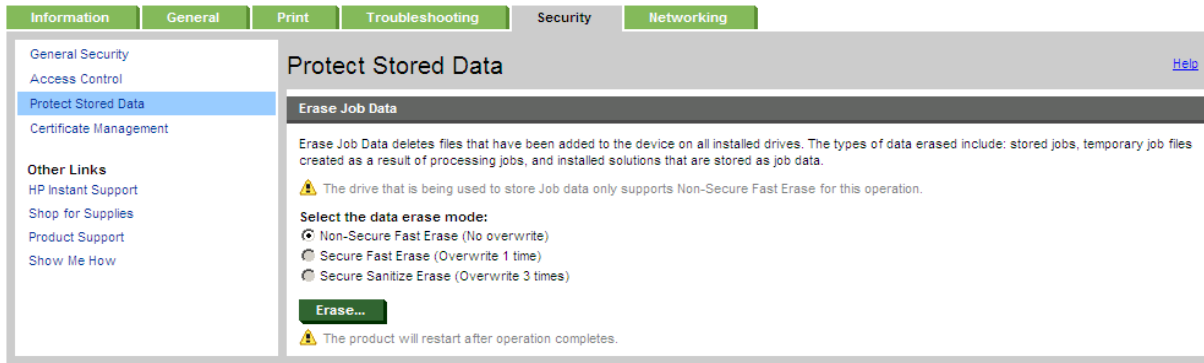 Information
General
Print
Troubleshooting
Security
Networking
General Security
Access Control
Protect Stored Data
Certificate Management
Other Links
HP Instant Support
Shop for Supplies
Product Support
Show Me How
Protect Stored Data
Help
Erase Job Data
Erase Job Data deletes files that have been added to the device on all installed drives. The types of data erased include: stored jobs, temporary job files
created as a result of processing jobs, and installed solutions that are stored as job data.
The drive that is being used to store Job data only supports Non-Secure Fast Erase for this operation.
Select the data erase mode:
Non-Secure Fast Erase (No overwrite)
Secure Fast Erase (Overwrite 1 time)
Secure Sanitize Erase (Overwrite 3 times)
Erase...
The product will restart after operation completes.